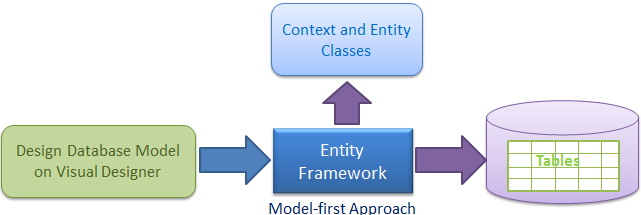 Context and Entity
Classes
Design Database Model
on Visual Designer
Entity
Framework
Tables
Model-first Approach